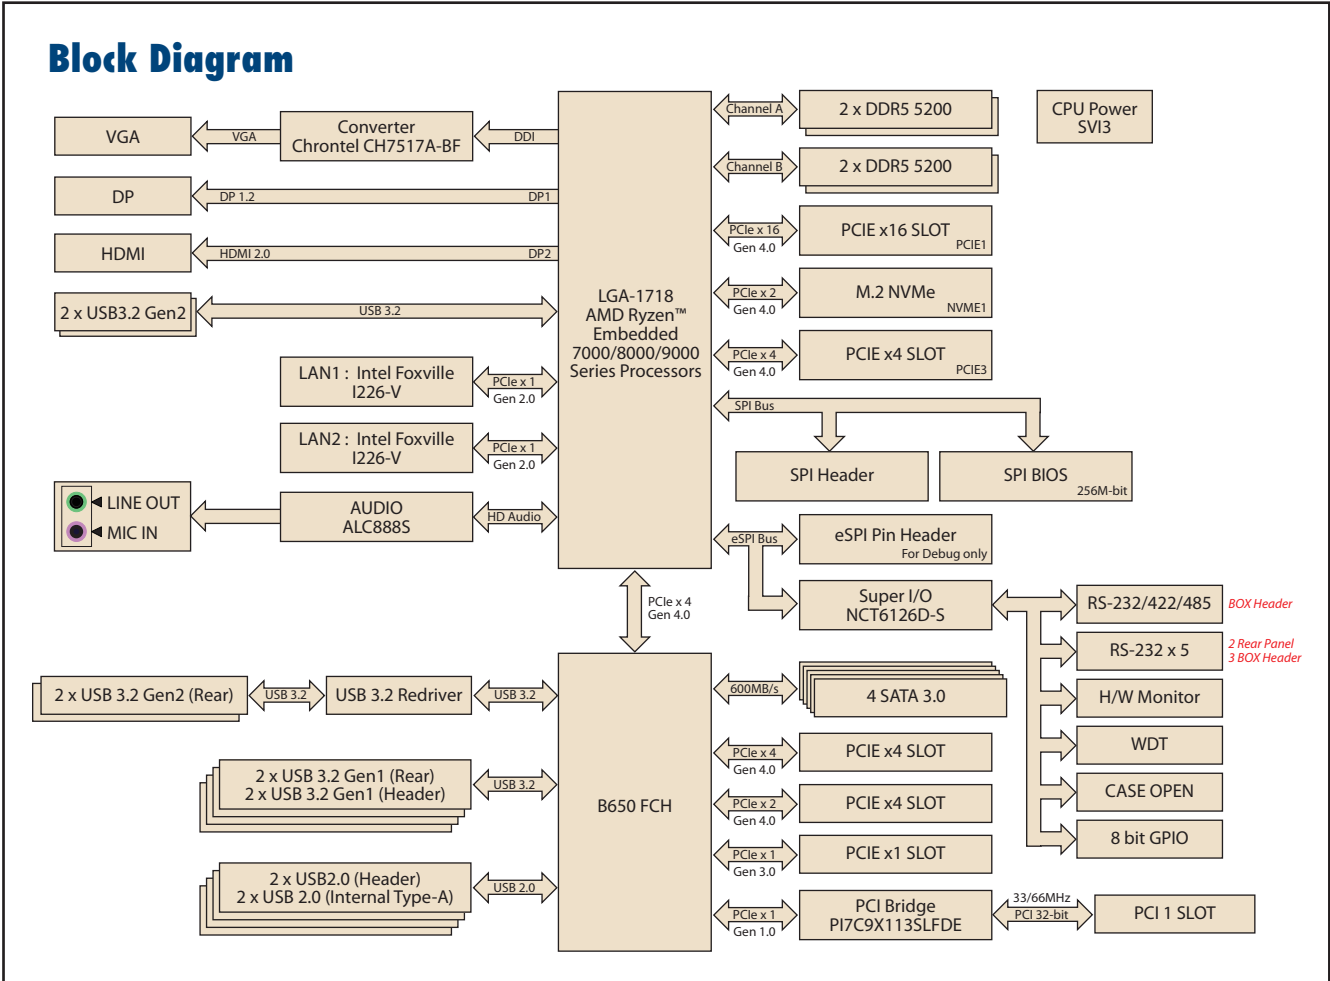 Block Diagram
VGA
VGA
Converter
Chrontel CH7517A-BF
DDI
DP
DP 1.2
DP1
HDMI
HDMI 2.0
DP2
2 x USB3.2 Gen2
USB 3.2
LAN1 : Intel Foxville
I226-V
PCIe x 1
Gen 2.0
LAN2 : Intel Foxville
I226-V
PCIe x 1
Gen 2.0
LINE OUT
MIC IN
AUDIO
ALC888S
HD Audio
LGA-1718
AMD Ryzen™
Embedded
7000/8000/9000
Series Processors
Channel A
2 x DDR5 5200
CPU Power
SVI3
Channel B
2 x DDR5 5200
PCIe x 16
Gen 4.0
PCIE x16 SLOT
PCIE1
PCIe x 2
Gen 4.0
M.2 NVMe
NVME1
PCIe x 4
Gen 4.0
PCIE x4 SLOT
PCIE3
SPI Bus
SPI Header
SPI BIOS
256M-bit
eSPI Bus
eSPI Pin Header
For Debug only
Super I/O
NCT6126D-S
RS-232/422/485
BOX Header
RS-232 x 5
2 Rear Panel
3 BOX Header
H/W Monitor
WDT
CASE OPEN
8 bit GPIO
PCIe x 4
Gen 4.0
2 x USB 3.2 Gen2 (Rear)
USB 3.2
USB 3.2 Redriver
USB 3.2
2 x USB 3.2 Gen1 (Rear)
2 x USB 3.2 Gen1 (Header)
USB 3.2
2 x USB2.0 (Header)
2 x USB 2.0 (Internal Type-A)
USB 2.0
B650 FCH
600MB/s
4 SATA 3.0
PCIe x 4
Gen 4.0
PCIE x4 SLOT
PCIe x 2
Gen 4.0
PCIE x4 SLOT
PCIe x 1
Gen 3.0
PCIE x1 SLOT
PCIe x 1
Gen 1.0
PCI Bridge
PI7C9X113SLFDE
33/66MHz
PCI 32-bit
PCI 1 SLOT